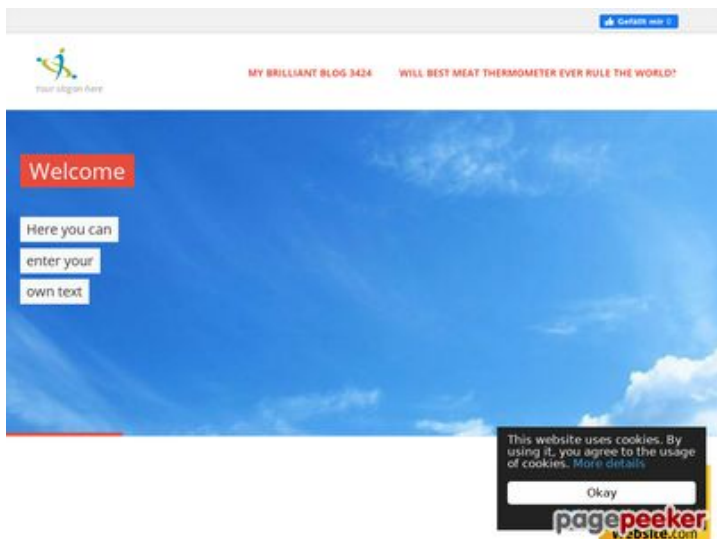 Gefällt mir 0
Your slogan here
MY BRILLIANT BLOG 3424 WILL BEST MEAT THERMOMETER EVER RULE THE WORLD?
Welcome
Here you can
enter your
own text
This website uses cookies. By
using it, you agree to the usage
of cookies. More details
Okay
pagepeeker
website.com